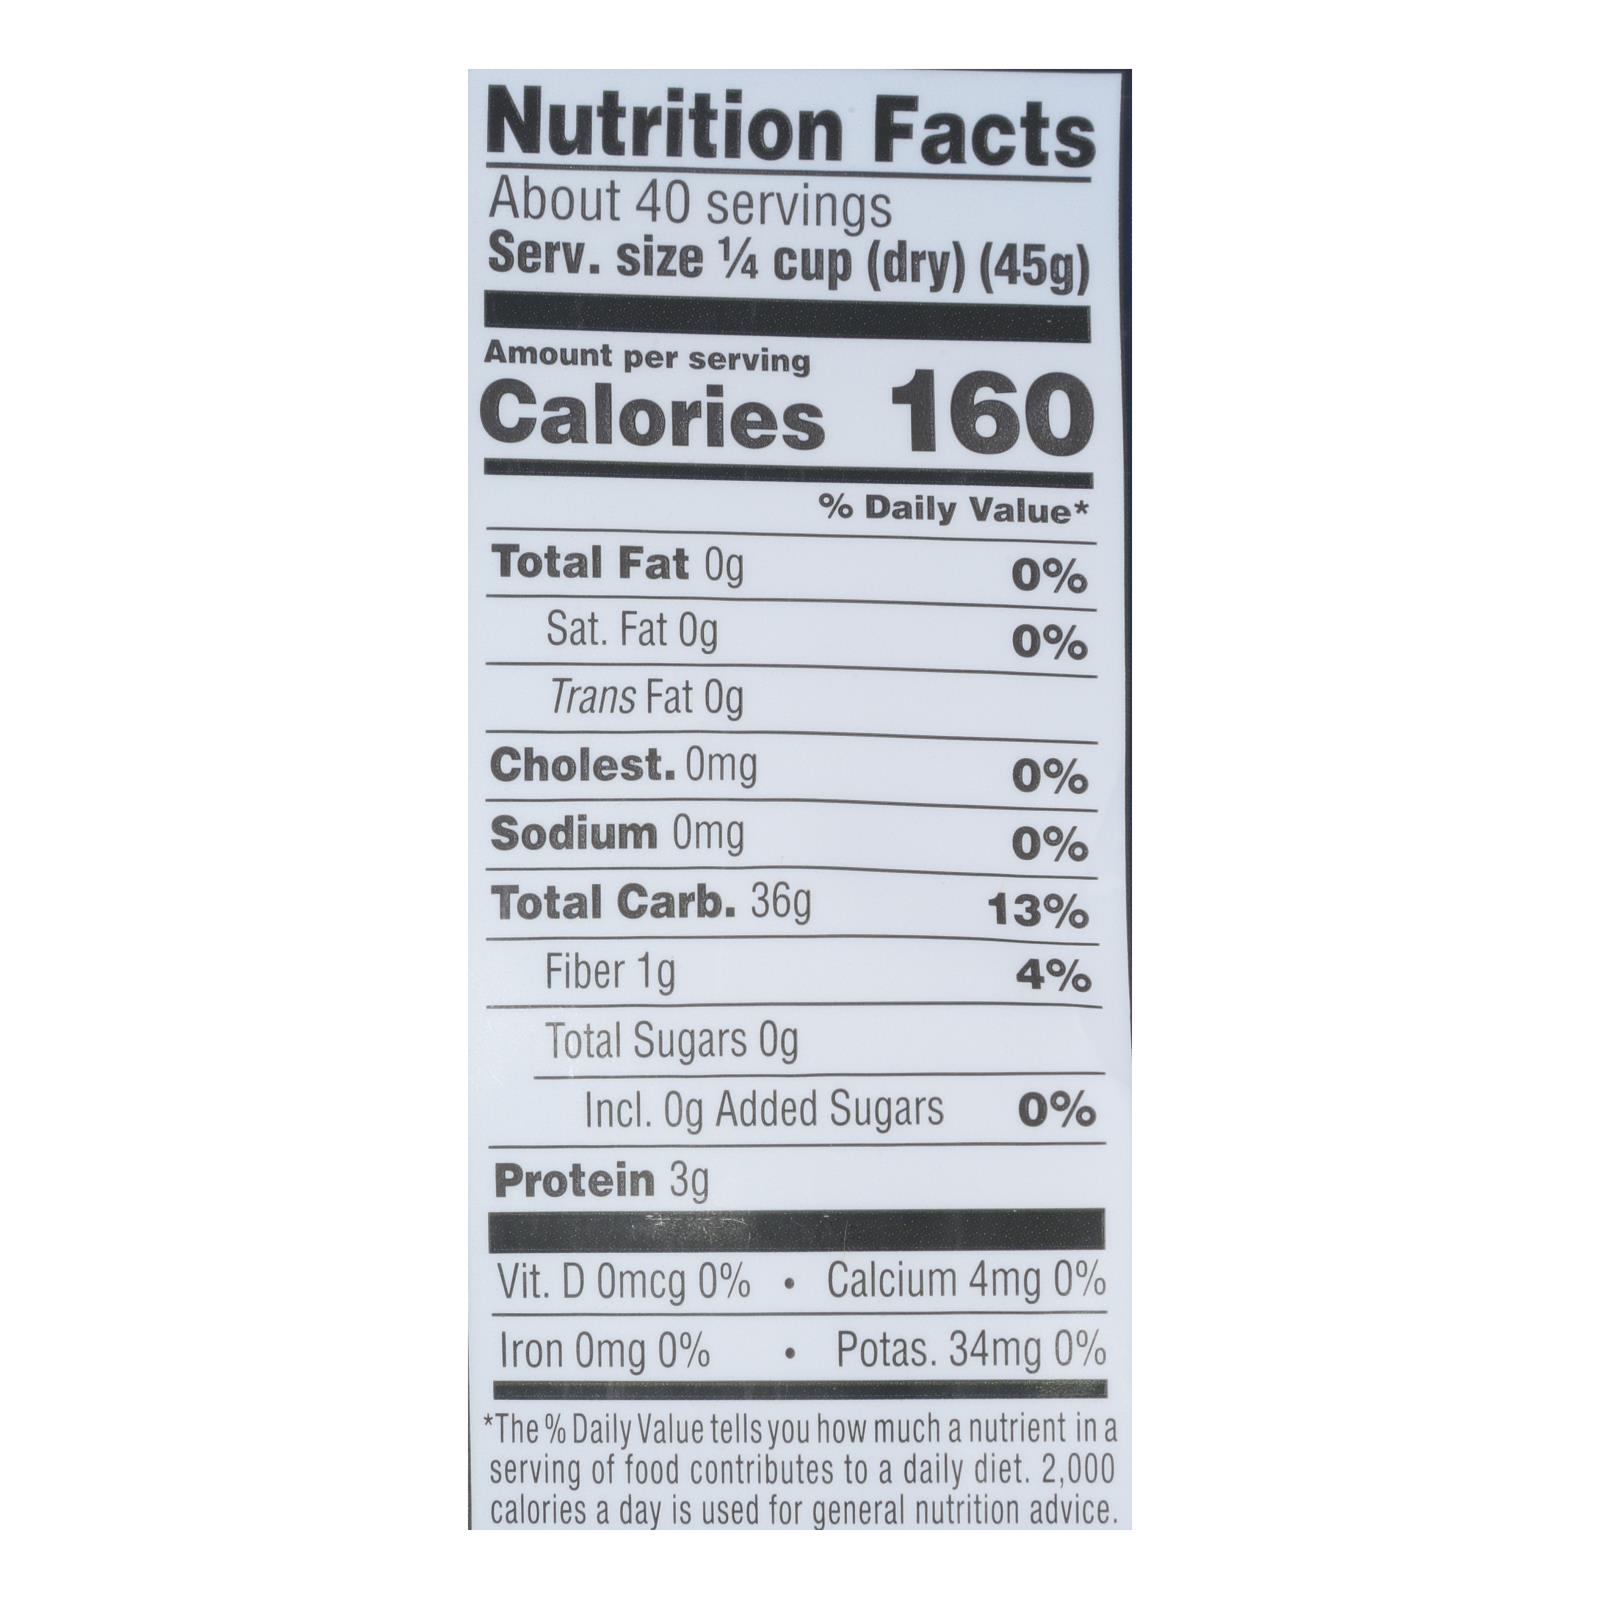 Nutrition Facts
About 40 servings
Serv. size ¼ cup (dry) (45g)
Amount per serving
Calories 160
% Daily Value*
Total Fat 0g 0%
Sat. Fat 0g 0%
Trans Fat 0g
Cholest. 0mg 0%
Sodium 0mg 0%
Total Carb. 36g 13%
Fiber 1g 4%
Total Sugars 0g
Incl. 0g Added Sugars 0%
Protein 3g
Vit. D 0mcg 0% • Calcium 4mg 0%
Iron 0mg 0% • Potas. 34mg 0%
*The % Daily Value tells you how much a nutrient in a
serving of food contributes to a daily diet. 2,000
calories a day is used for general nutrition advice.